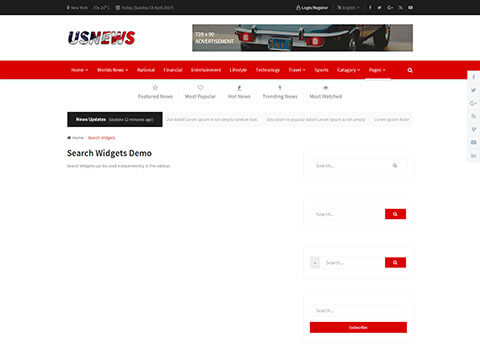 New York -22 °C Today (Sunday 16 April 2017) Login/Register English
USNEWS
728 x 90
ADVERTISEMENT
Home Worlds News National Financial Entertainment Lifestyle Technology Travel Sports Catagory Pages
Featured News Most Popular Hot News Trending News Most Watched
News Updates (Update 12 minutes ago) use belief Lorem Ipsum is not simply random text. Education to popular belief Lorem Ipsum is not simply Lorem Ipsum dolor
Home Search Widgets
Search Widgets Demo
Search Widgets can be used independently in the sidebar.
Search...
Search...
Search...
Search...
Subscribe